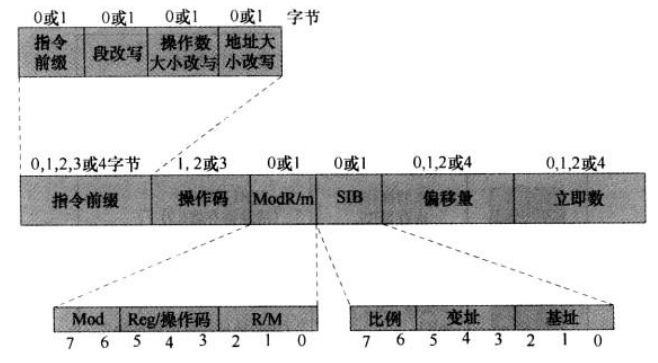 0或1 0或1 0或1 0或1 字节
指令前缀 段改写 操作数大小改与 地址大小改写
0,1,2,3或4字节 1, 2或3 0或1 0或1 0,1,2或4 0,1,2或4
指令前缀 操作码 ModR/m SIB 偏移量 立即数
Mod Reg/操作码 R/M 比例 变址 基址
7 6 5 4 3 2 1 0 7 6 5 4 3 2 1 0